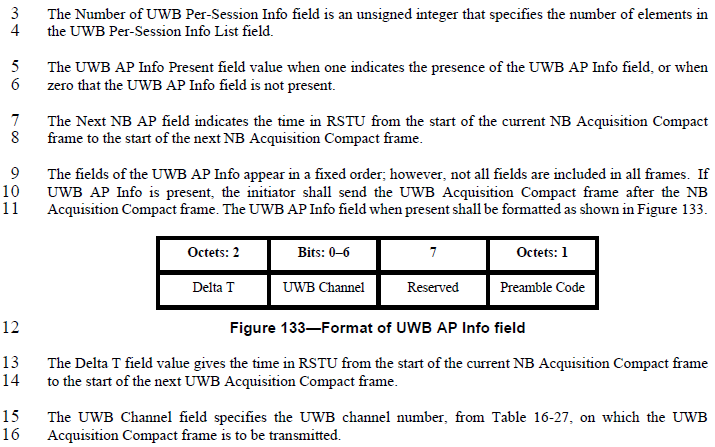 3 The Number of UWB Per-Session Info field is an unsigned integer that specifies the number of elements in
4 the UWB Per-Session Info List field.
5 The UWB AP Info Present field value when one indicates the presence of the UWB AP Info field, or when
6 zero that the UWB AP Info field is not present.
7 The Next NB AP field indicates the time in RSTU from the start of the current NB Acquisition Compact
8 frame to the start of the next NB Acquisition Compact frame.
9 The fields of the UWB AP Info appear in a fixed order; however, not all fields are included in all frames. If
10 UWB AP Info is present, the initiator shall send the UWB Acquisition Compact frame after the NB
11 Acquisition Compact frame. The UWB AP Info field when present shall be formatted as shown in Figure 133.
Octets: 2 Bits: 0–6 7 Octets: 1
Delta T UWB Channel Reserved Preamble Code
12 Figure 133—Format of UWB AP Info field
13 The Delta T field value gives the time in RSTU from the start of the current NB Acquisition Compact frame
14 to the start of the next UWB Acquisition Compact frame.
15 The UWB Channel field specifies the UWB channel number, from Table 16-27, on which the UWB
16 Acquisition Compact frame is to be transmitted.